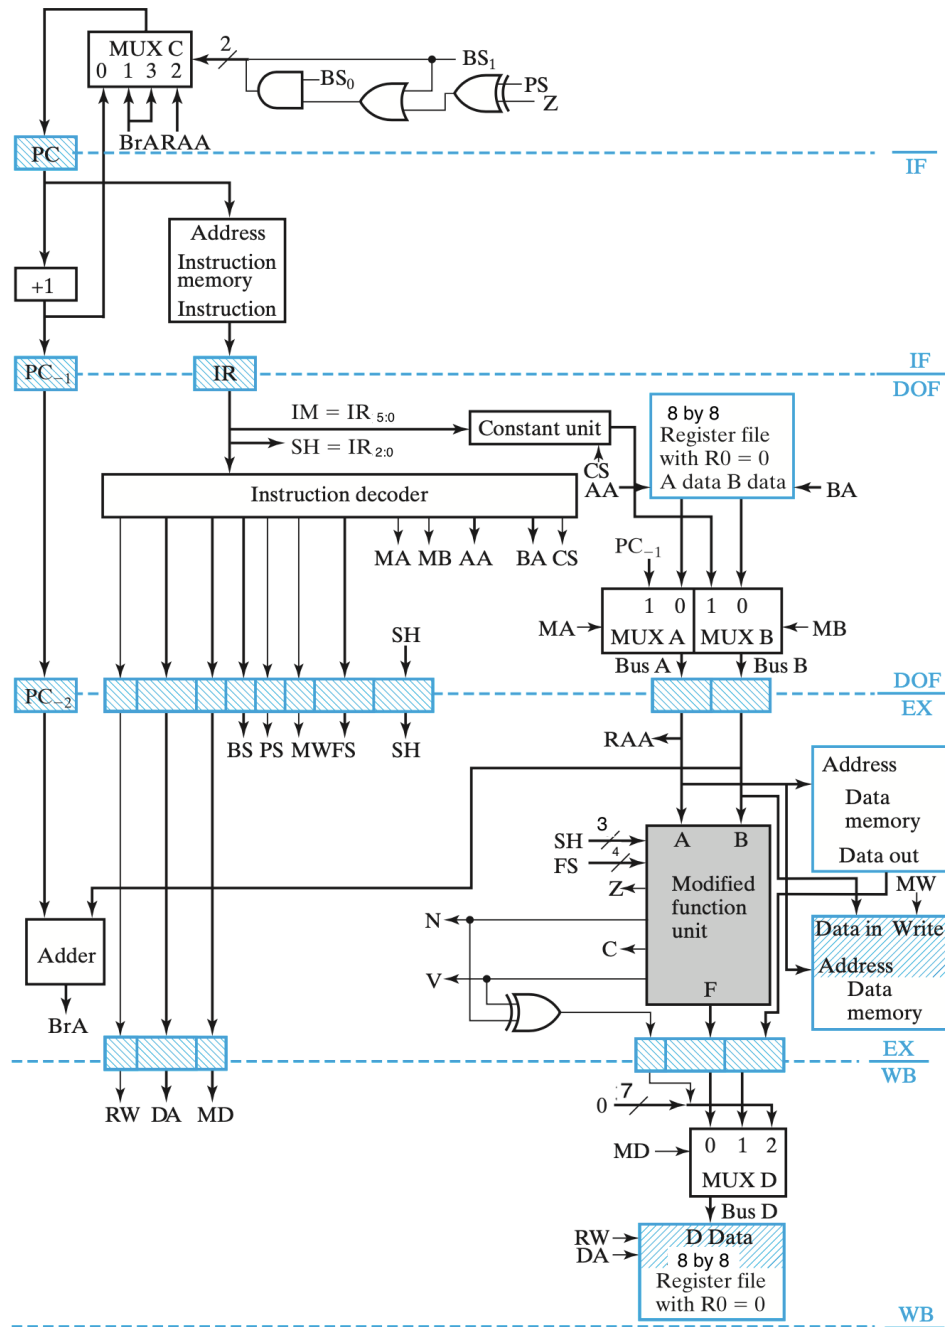 MUX C
0 1 3 2
2
BS1
BS0
PS
Z
BrA RAA
PC
IF
Address
Instruction
memory
Instruction
+1
PC−1
IR
IF
DOF
IM = IR 5:0
SH = IR 2:0
Constant unit
CS
8 by 8
Register file
with R0 = 0
A data B data
AA
BA
Instruction decoder
MA MB AA BA CS
PC−1
1 0 1 0
MA
MUX A MUX B
MB
SH
Bus A
Bus B
PC−2
DOF
EX
BS PS MW FS SH
RAA
Address
Data
memory
Data out
SH 3
FS 4
A B
Modified
function
unit
Z
N
C
V
F
MW
Data in Write
Address
Data
memory
Adder
BrA
EX
WB
RW DA MD
0 :7
MD
0 1 2
MUX D
Bus D
RW
DA
D Data
8 by 8
Register file
with R0 = 0
WB